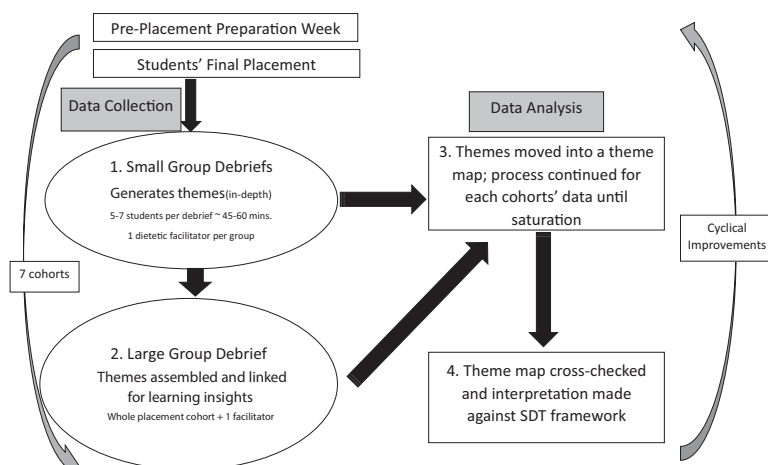 Pre-Placement Preparation Week
Students’ Final Placement
Data Collection
1. Small Group Debriefs
Generates themes(in-depth)
5-7 students per debrief ~ 45-60 mins.
1 dietetic facilitator per group
7 cohorts
2. Large Group Debrief
Themes assembled and linked
for learning insights
Whole placement cohort + 1 facilitator
Data Analysis
3. Themes moved into a theme
map; process continued for
each cohorts’ data until
saturation
4. Theme map cross-checked
and interpretation made
against SDT framework
Cyclical
Improvements